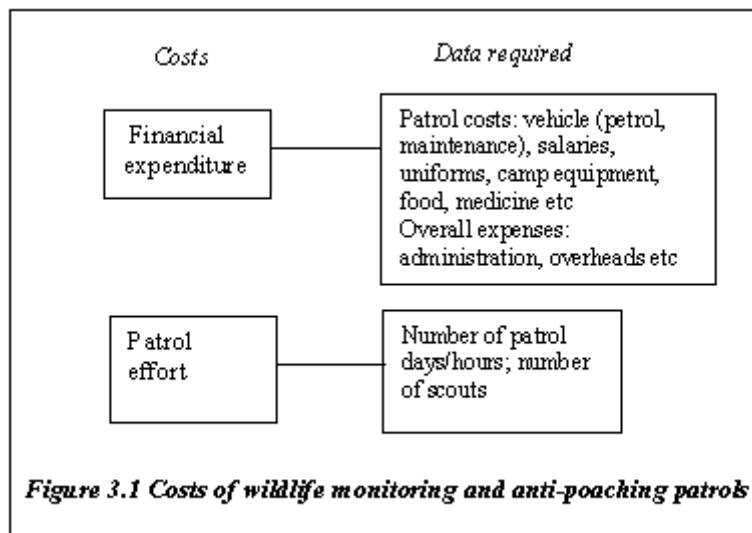 Costs
Data required
Financial
expenditure
Patrol costs: vehicle (petrol,
maintenance), salaries,
uniforms, camp equipment,
food, medicine etc
Overall expenses:
administration, overheads etc
Patrol
effort
Number of patrol
days/hours; number
of scouts
Figure 3.1 Costs of wildlife monitoring and anti-poaching patrols